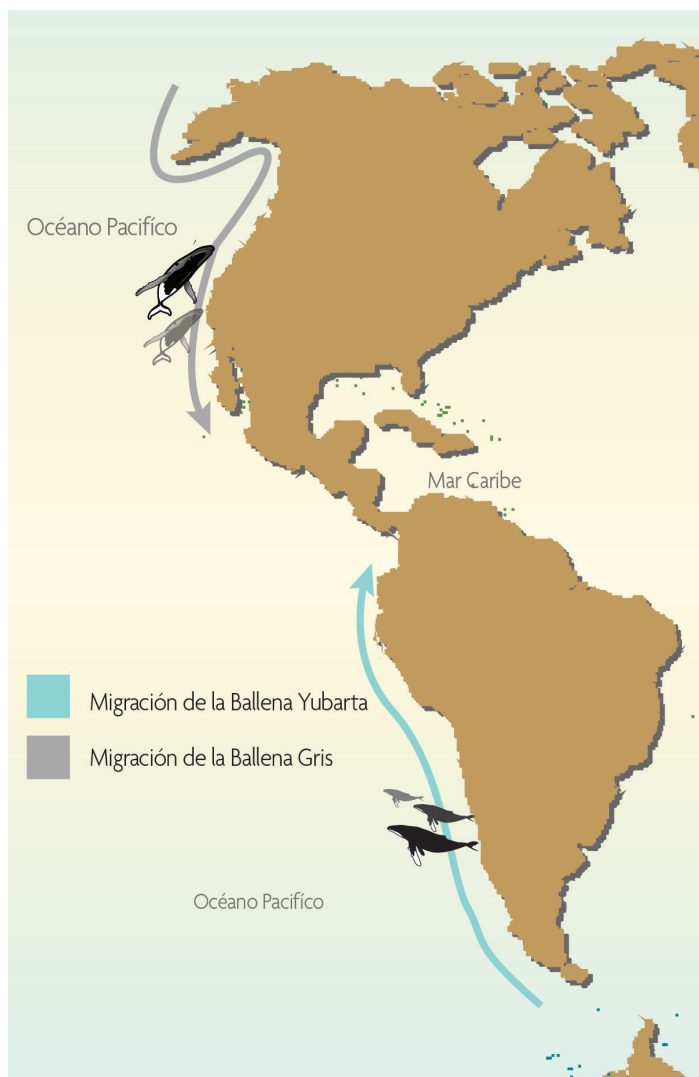 Océano Pacifíco
Mar Caribe
Migración de la Ballena Yubarta
Migración de la Ballena Gris
Océano Pacifíco